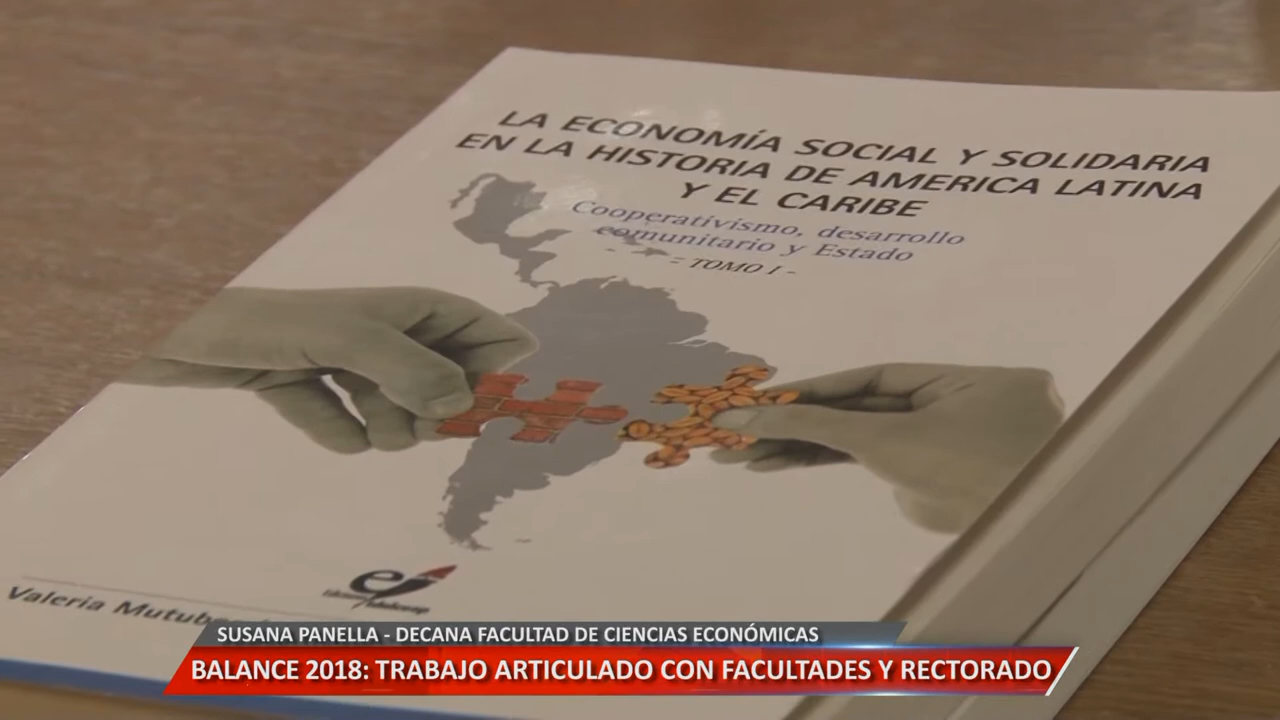 LA ECONOMÍA SOCIAL Y SOLIDARIA
EN LA HISTORIA DE AMERICA LATINA
Y EL CARIBE
Cooperativismo, desarrollo
comunitario y Estado
- TOMO I -
Valeria
SUSANA PANELLA - DECANA FACULTAD DE CIENCIAS ECONÓMICAS
BALANCE 2018: TRABAJO ARTICULADO CON FACULTADES Y RECTORADO